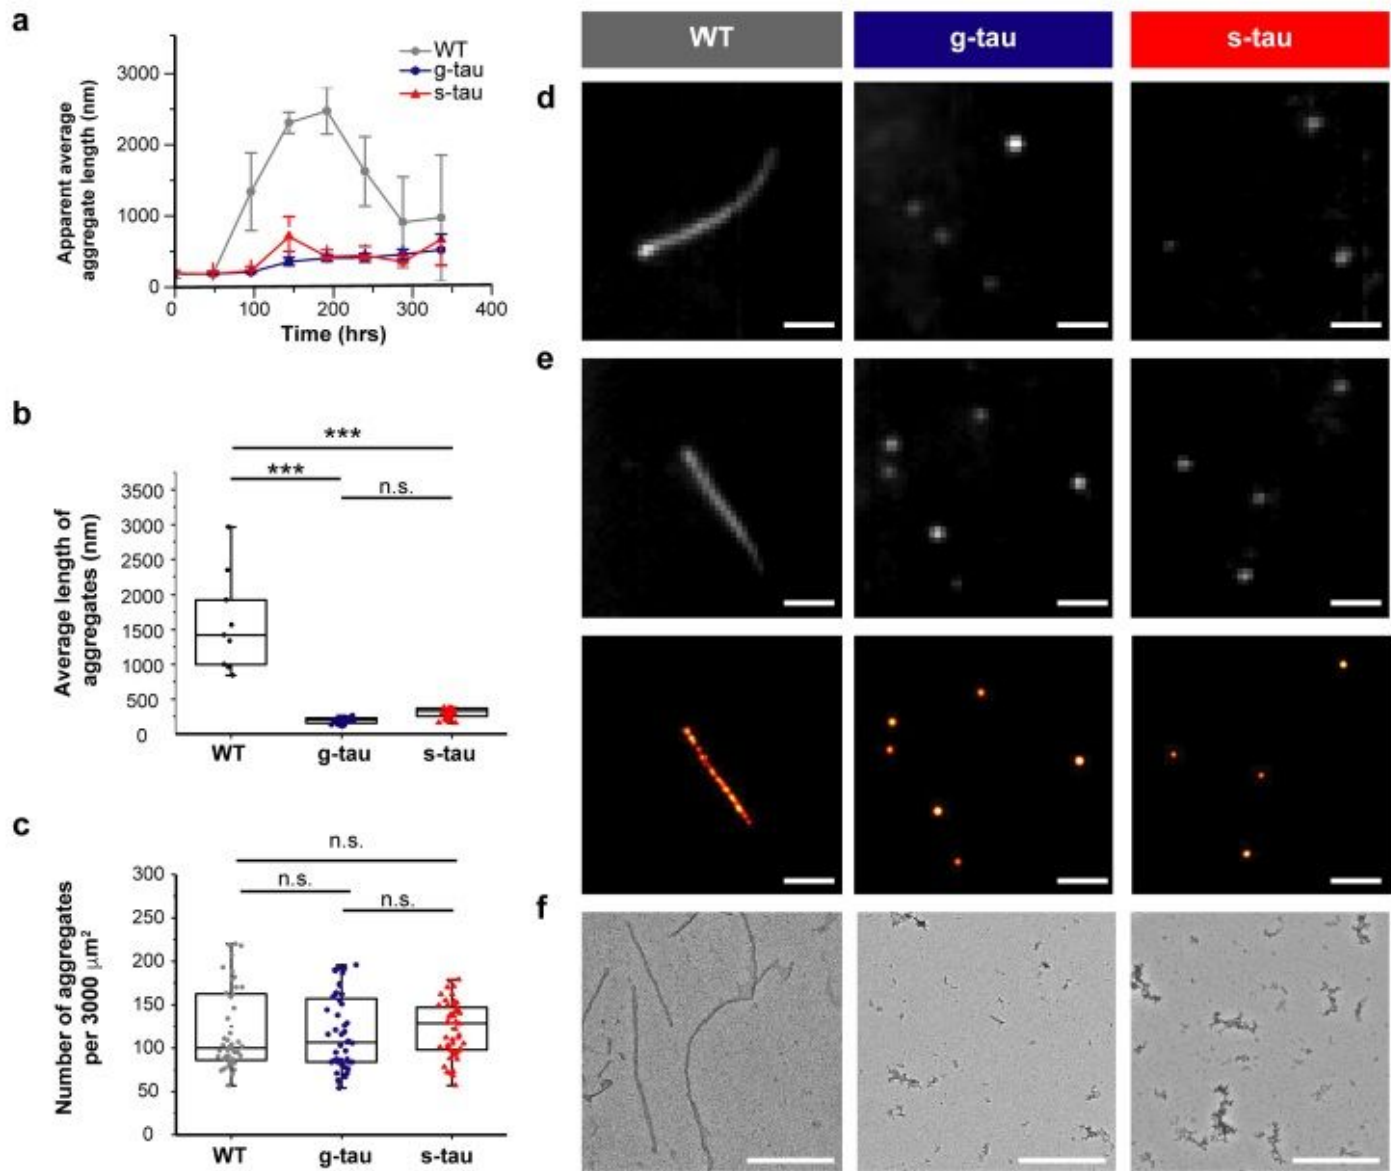 a
WT
g-tau
s-tau
Apparent average
aggregate length (nm)
3000
2000
1000
0
0 100 200 300 400
Time (hrs)
b
***
***
n.s.
Average length of
aggregates (nm)
3500
3000
2500
2000
1500
1000
500
0
WT g-tau s-tau
c
n.s.
n.s.
n.s.
Number of aggregates
per 3000 µm²
300
250
200
150
100
50
0
WT g-tau s-tau
WT g-tau s-tau
d
e
f